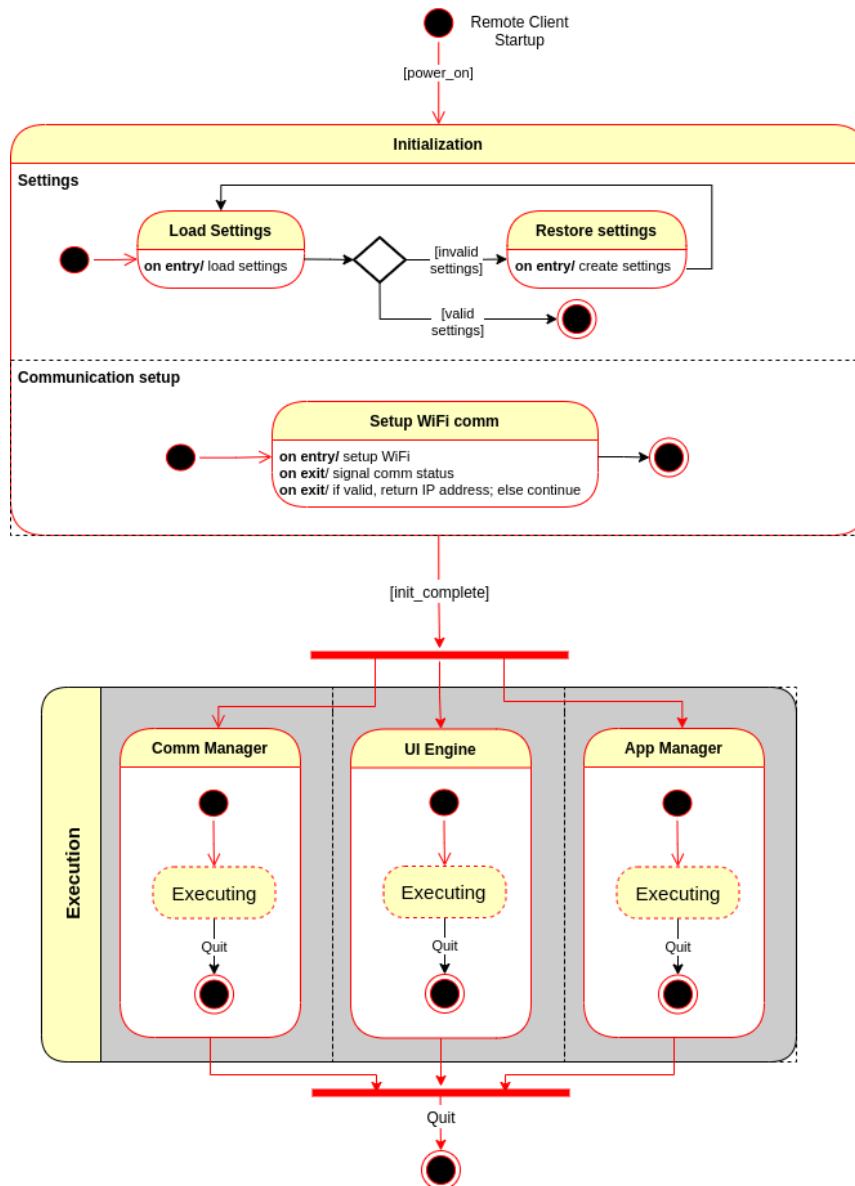 Remote Client
Startup
[power_on]
Initialization
Settings
Load Settings
on entry/ load settings
[invalid
settings]
Restore settings
on entry/ create settings
[valid
settings]
Communication setup
Setup WiFi comm
on entry/ setup WiFi
on exit/ signal comm status
on exit/ if valid, return IP address; else continue
[init_complete]
Execution
Comm Manager
UI Engine
App Manager
Executing
Executing
Executing
Quit
Quit
Quit
Quit